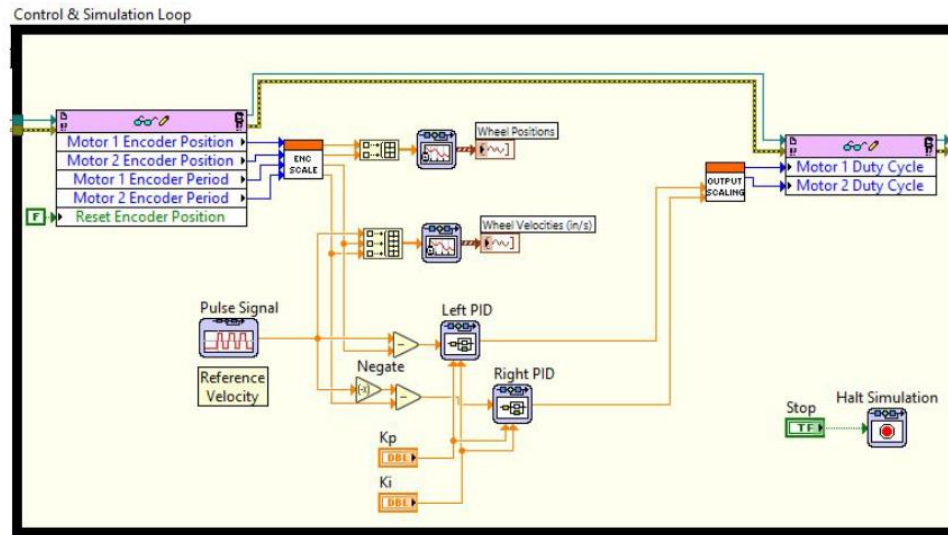 Control & Simulation Loop
Motor 1 Encoder Position
Motor 2 Encoder Position
Motor 1 Encoder Period
Motor 2 Encoder Period
F
Reset Encoder Position
ENC
SCALE
Wheel Positions
OUTPUT
SCALING
Motor 1 Duty Cycle
Motor 2 Duty Cycle
Wheel Velocities (in/s)
Pulse Signal
Reference
Velocity
Left PID
Negate
(-x)
Right PID
Kp
DBL
Ki
DBL
Stop
TF
Halt Simulation